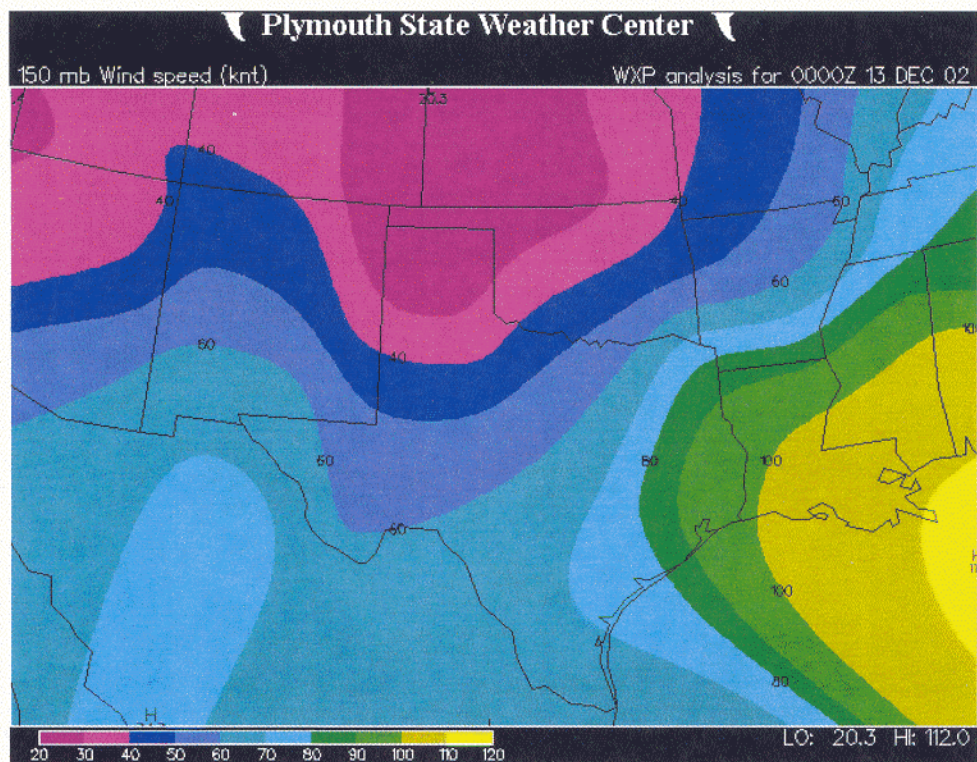 Plymouth State Weather Center
150 mb Wind speed (knt) WXP analysis for 0000Z 13 DEC 02
20.3
40
40 40 60
60
60 100
40
60 80 100
60
100
80
H
20 30 40 50 60 70 80 90 100 110 120 LO: 20.3 HI: 112.0